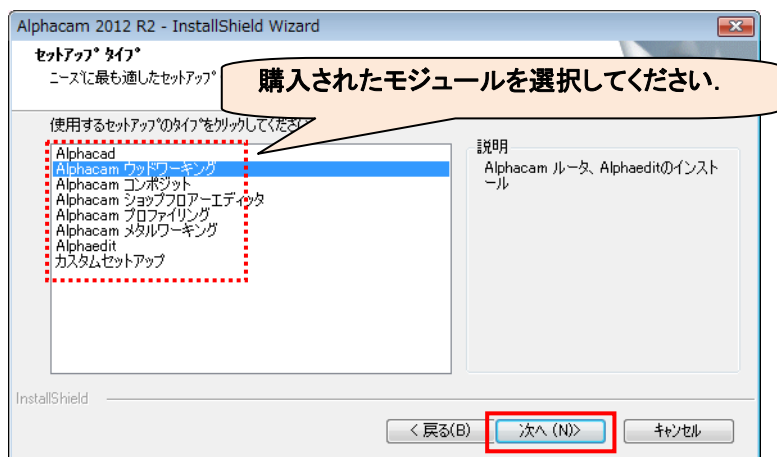 Alphacam 2012 R2 - InstallShield Wizard
セットアップ タイプ
ニーズに最も適したセットアップ
購入されたモジュールを選択してください.
使用するセットアップのタイプをクリックしてください
Alphacad
Alphacam ウッドワーキング
Alphacam コンポジット
Alphacam ショップフロアーエディタ
Alphacam プロファイリング
Alphacam メタルワーキング
Alphaedit
カスタムセットアップ
説明
Alphacam ルータ、Alphaeditのインスト
ール
InstallShield
< 戻る(B)
次へ (N)>
キャンセル